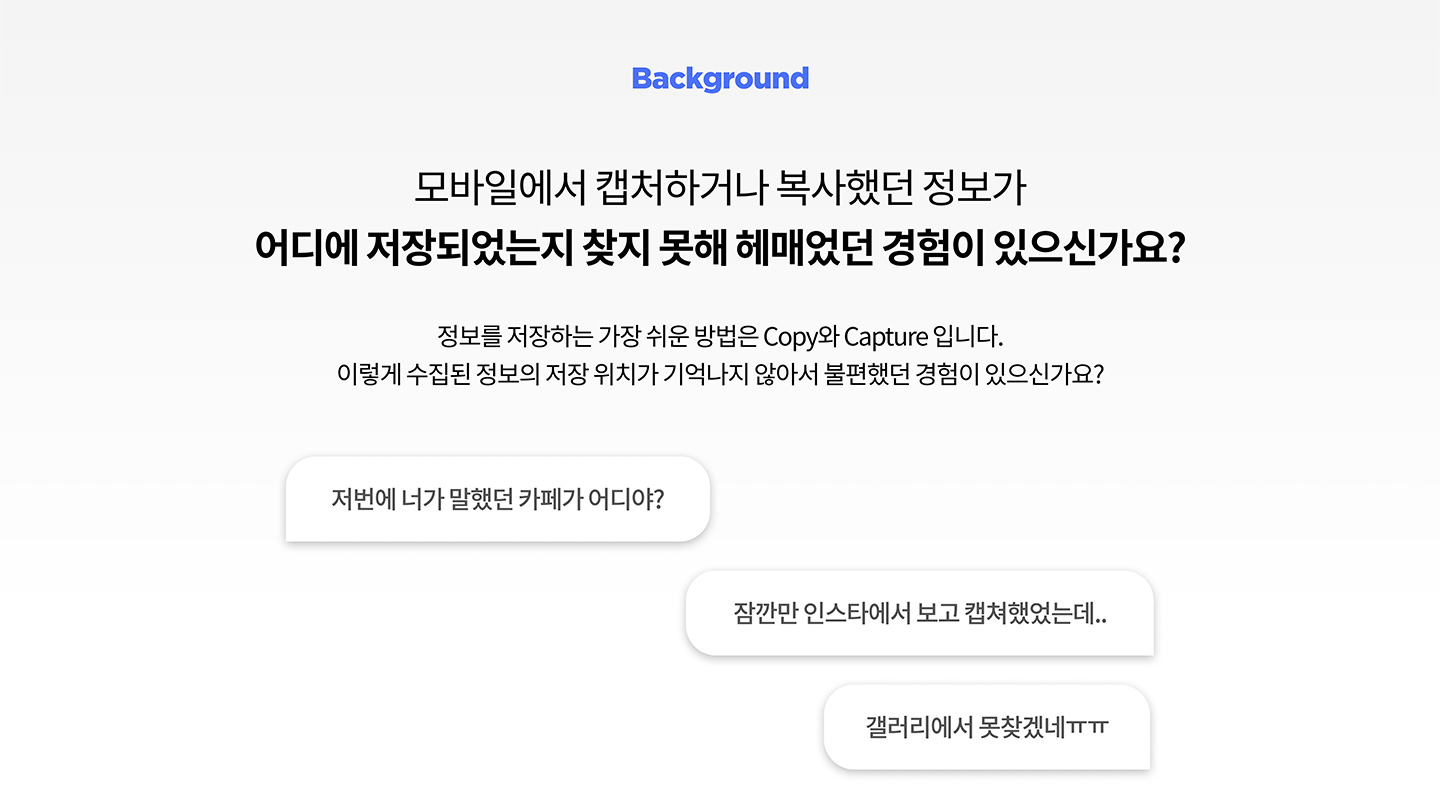 Background
모바일에서 캡처하거나 복사했던 정보가
어디에 저장되었는지 찾지 못해 헤매었던 경험이 있으신가요?
정보를 저장하는 가장 쉬운 방법은 Copy와 Capture 입니다.
이렇게 수집된 정보의 저장 위치가 기억나지 않아서 불편했던 경험이 있으신가요?
저번에 너가 말했던 카페가 어디야?
잠깐만 인스타에서 보고 캡쳐했었는데..
갤러리에서 못찾겠네ㅠㅠ